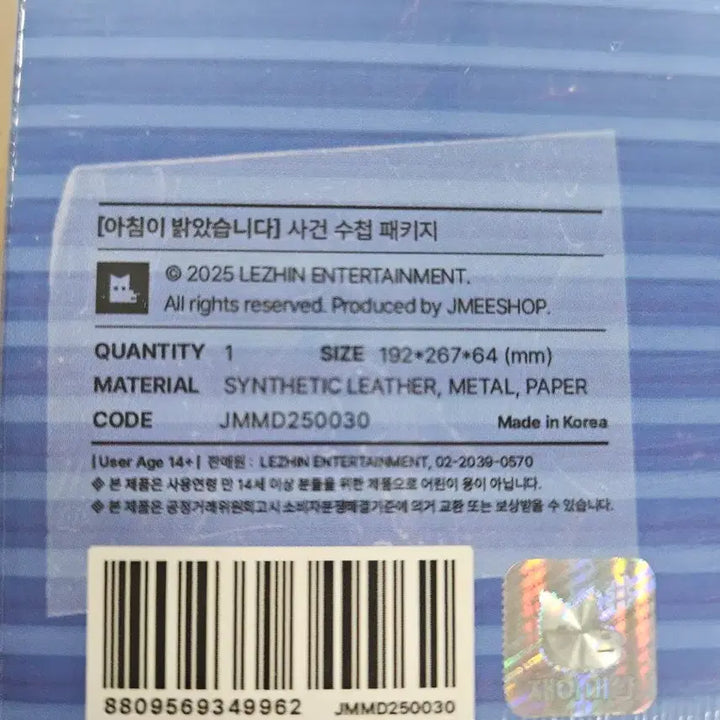 [아침이 밝았습니다] 사건 수첩 패키지
© 2025 LEZHIN ENTERTAINMENT.
All rights reserved. Produced by JMEESHOP.
QUANTITY 1 SIZE 192*267*64 (mm)
MATERIAL SYNTHETIC LEATHER, METAL, PAPER
CODE JMMD250030 Made in Korea
| User Age 14+ | 판매원 : LEZHIN ENTERTAINMENT, 02-2039-0570
※ 본 제품은 사용연령 만 14세 이상 분들을 위한 제품으로 어린이 용이 아닙니다.
※ 본 제품은 공정거래위원회고시 소비자분쟁해결기준에 의거 교환 또는 보상받을 수 있습니다.
8809569349962 JMMD250030